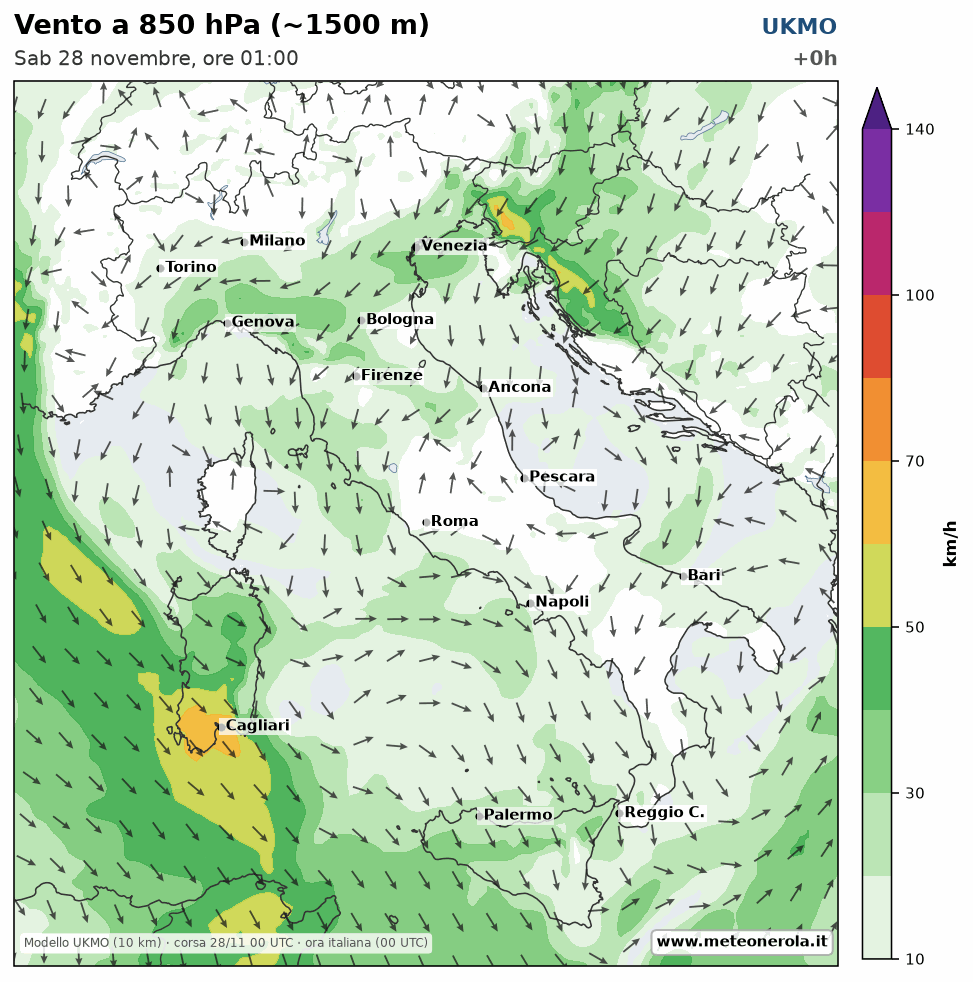 Vento a 850 hPa (~1500 m)
UKMO
Sab 28 novembre, ore 01:00
+0h
140
Milano
Venezia
Torino
100
Genova
Bologna
Firenze
Ancona
70
Pescara
Roma
km/h
Bari
Napoli
50
Cagliari
30
Palermo
Reggio C.
Modello UKMO (10 km) · corsa 28/11 00 UTC · ora italiana (00 UTC)
www.meteonerola.it
10